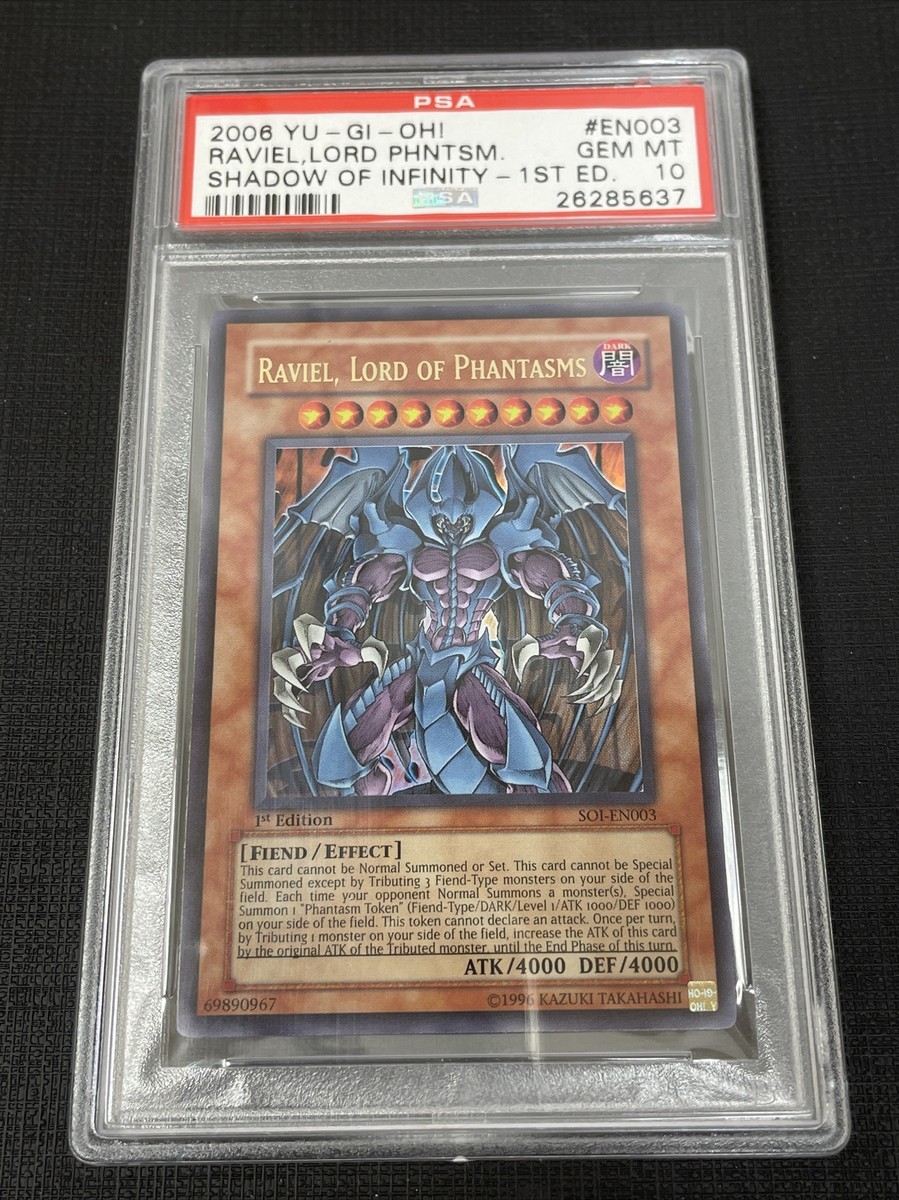 PSA
2006 YU-GI-OH! #EN003
RAVIEL,LORD PHNTSM. GEM MT
SHADOW OF INFINITY-1ST ED. 10
PSA 26285637
RAVIEL, LORD OF PHANTASMS
DARK
闇
1st Edition SOI-EN003
[FIEND/EFFECT]
This card cannot be Normal Summoned or Set. This card cannot be Special
Summoned except by Tributing 3 Fiend-Type monsters on your side of the
field. Each time your opponent Normal Summons a monster(s), Special
Summon 1 "Phantasm Token" (Fiend-Type/DARK/Level 1/ATK 1000/DEF 1000)
on your side of the field. This token cannot declare an attack. Once per turn,
by Tributing 1 monster on your side of the field, increase the ATK of this card
by the original ATK of the Tributed monster, until the End Phase of this turn.
ATK/4000 DEF/4000
69890967 ©1996 KAZUKI TAKAHASHI